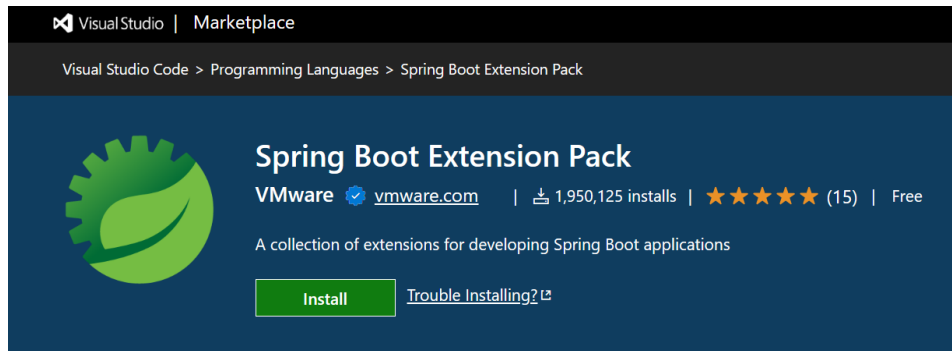 Visual Studio | Marketplace
Visual Studio Code > Programming Languages > Spring Boot Extension Pack
Spring Boot Extension Pack
VMware vmware.com | 1,950,125 installs | ★★★★★ (15) | Free
A collection of extensions for developing Spring Boot applications
Install Trouble Installing?